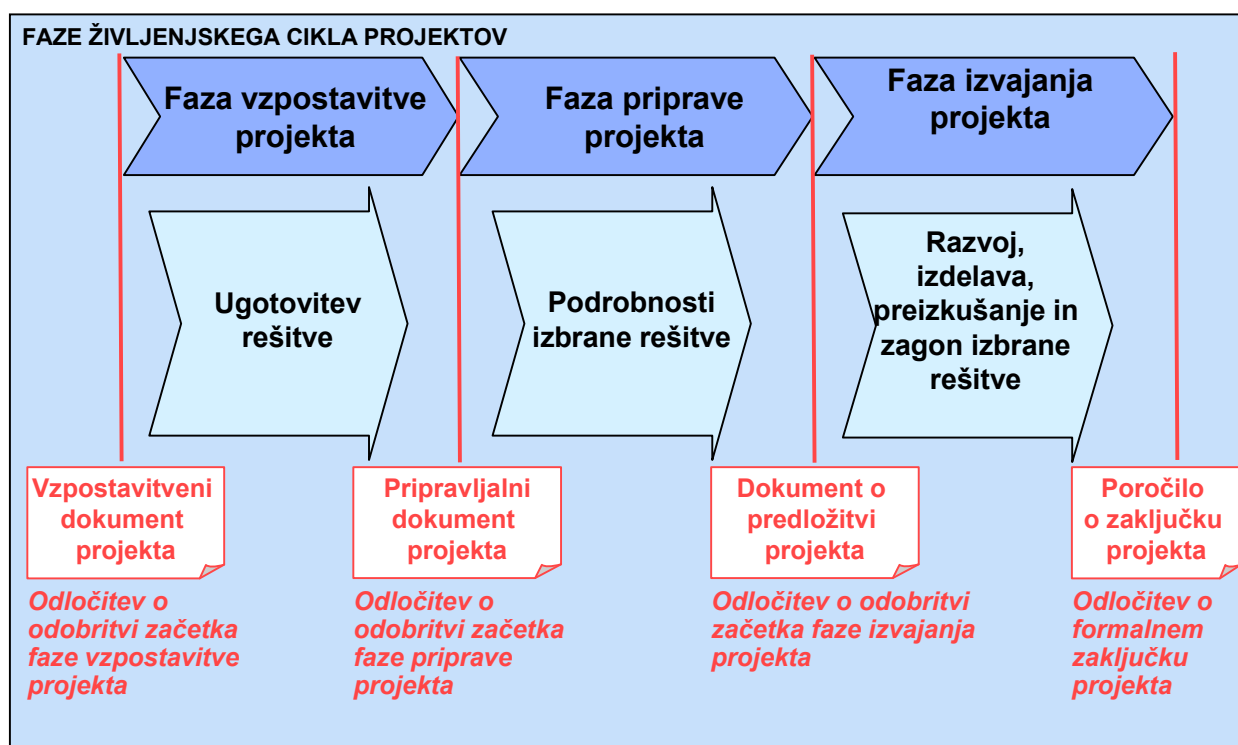 FAZE ŽIVLJENJSKEGA CIKLA PROJEKTOV
Faza vzpostavitve
projekta
Faza priprave
projekta
Faza izvajanja
projekta
Ugotovitev
rešitve
Podrobnosti
izbrane rešitve
Razvoj,
izdelava,
preizkušanje in
zagon izbrane
rešitve
Vzpostavitveni
dokument
projekta
Pripravljalni
dokument
projekta
Dokument o
predložitvi
projekta
Poročilo
o zaključku
projekta
Odločitev o
odobritvi začetka
faze vzpostavitve
projekta
Odločitev o
odobritvi začetka
faze priprave
projekta
Odločitev o odobritvi
začetka faze izvajanja
projekta
Odločitev o
formalnem
zaključku
projekta